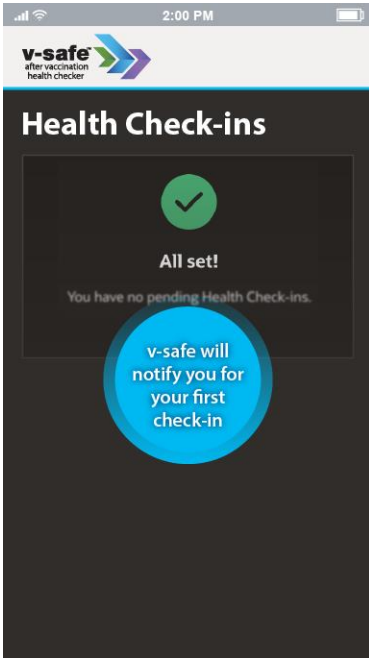 2:00 PM
v-safe™
after vaccination
health checker
Health Check-ins
All set!
You have no pending Health Check-ins.
v-safe will
notify you for
your first
check-in